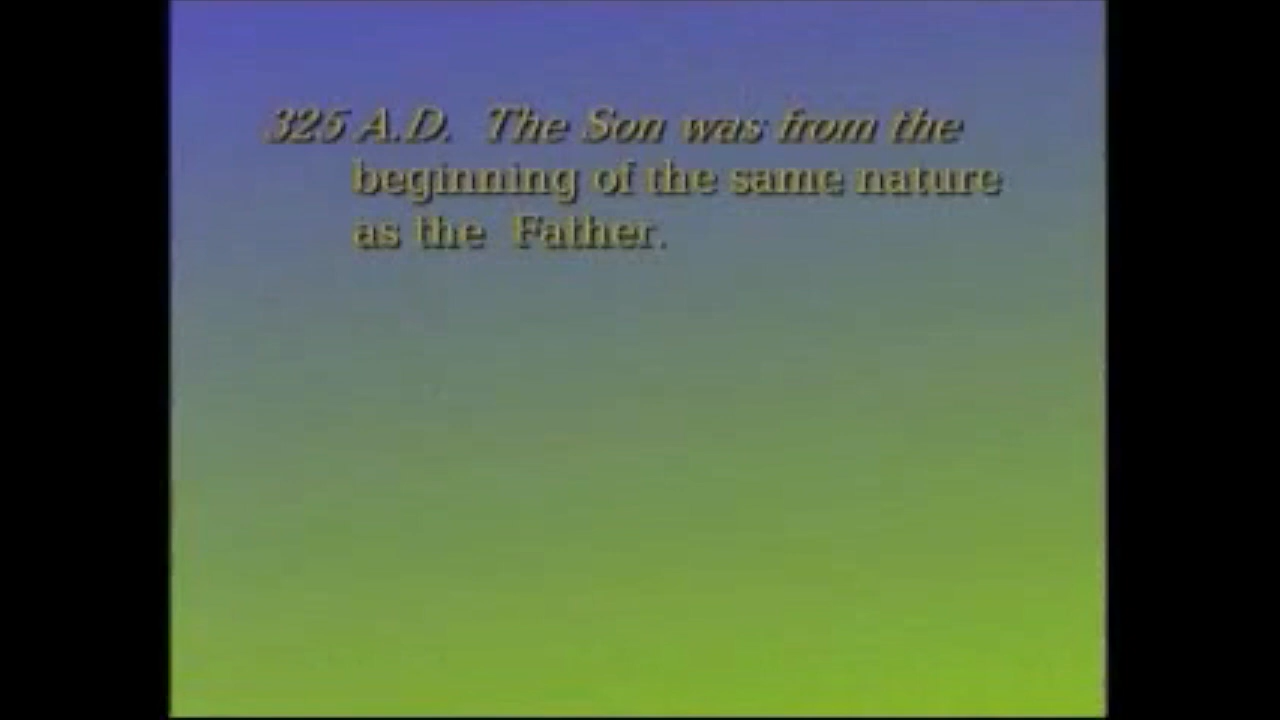 325 A.D. The Son was from the
beginning of the same nature
as the Father.